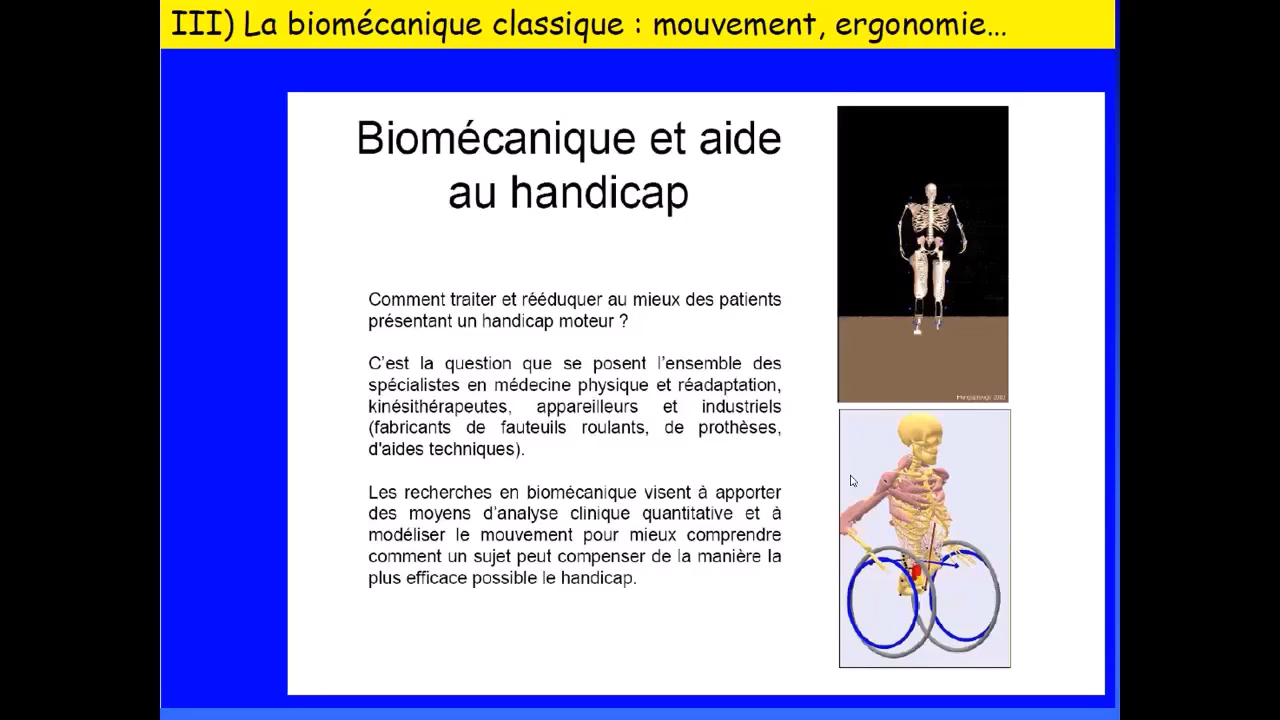 III) La biomécanique classique : mouvement, ergonomie...
Biomécanique et aide
au handicap
Comment traiter et rééduquer au mieux des patients
présentant un handicap moteur ?
C'est la question que se posent l'ensemble des
spécialistes en médecine physique et réadaptation,
kinésithérapeutes, appareilleurs et industriels
(fabricants de fauteuils roulants, de prothèses,
d'aides techniques).
Les recherches en biomécanique visent à apporter
des moyens d'analyse clinique quantitative et à
modéliser le mouvement pour mieux comprendre
comment un sujet peut compenser de la manière la
plus efficace possible le handicap.